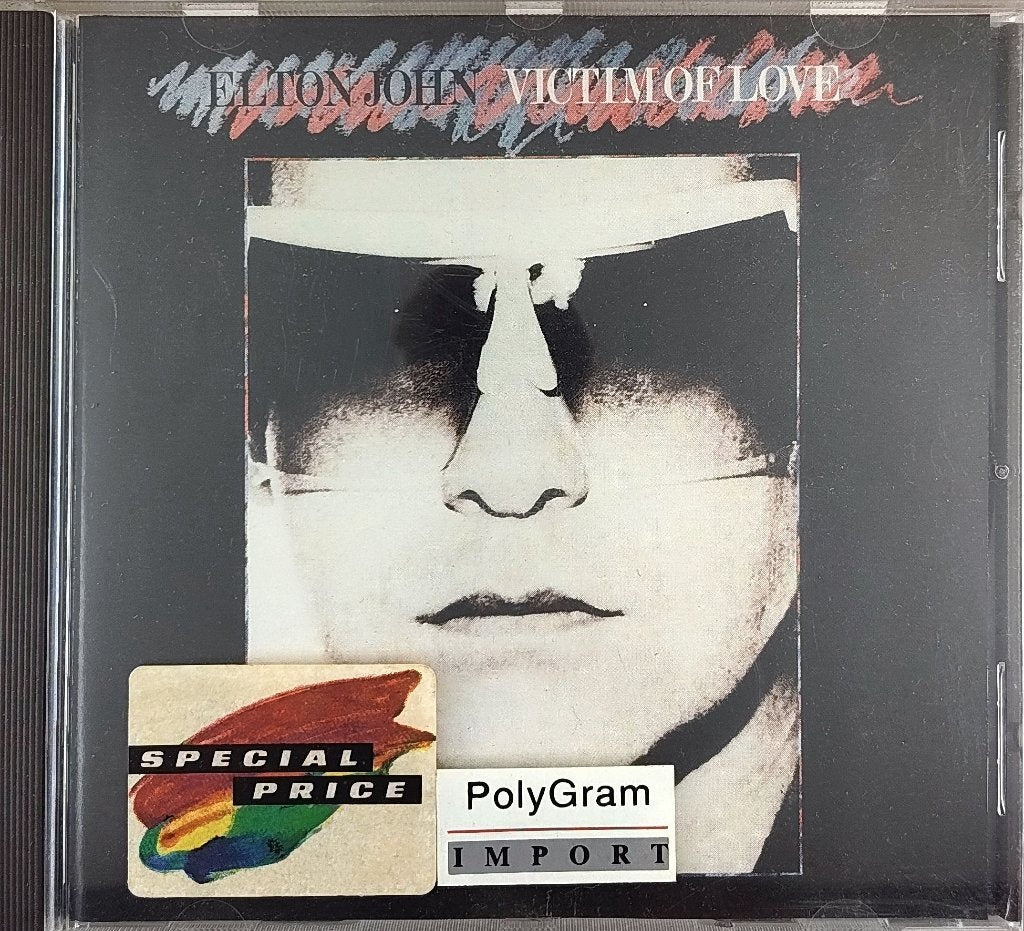 ELTON JOHN VICTIM OF LOVE
SPECIAL
PRICE
PolyGram
IMPORT